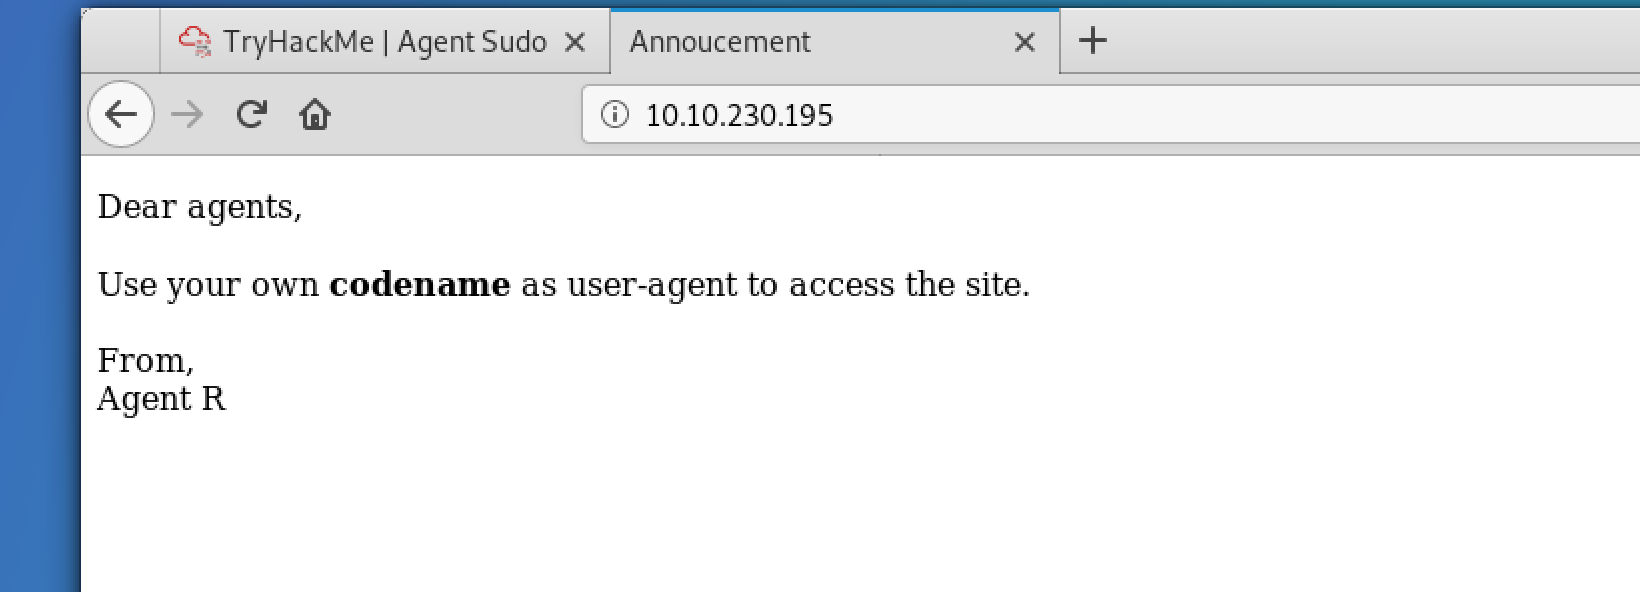 TryHackMe | Agent Sudo
Annoucement
10.10.230.195
Dear agents,
Use your own codename as user-agent to access the site.
From,
Agent R